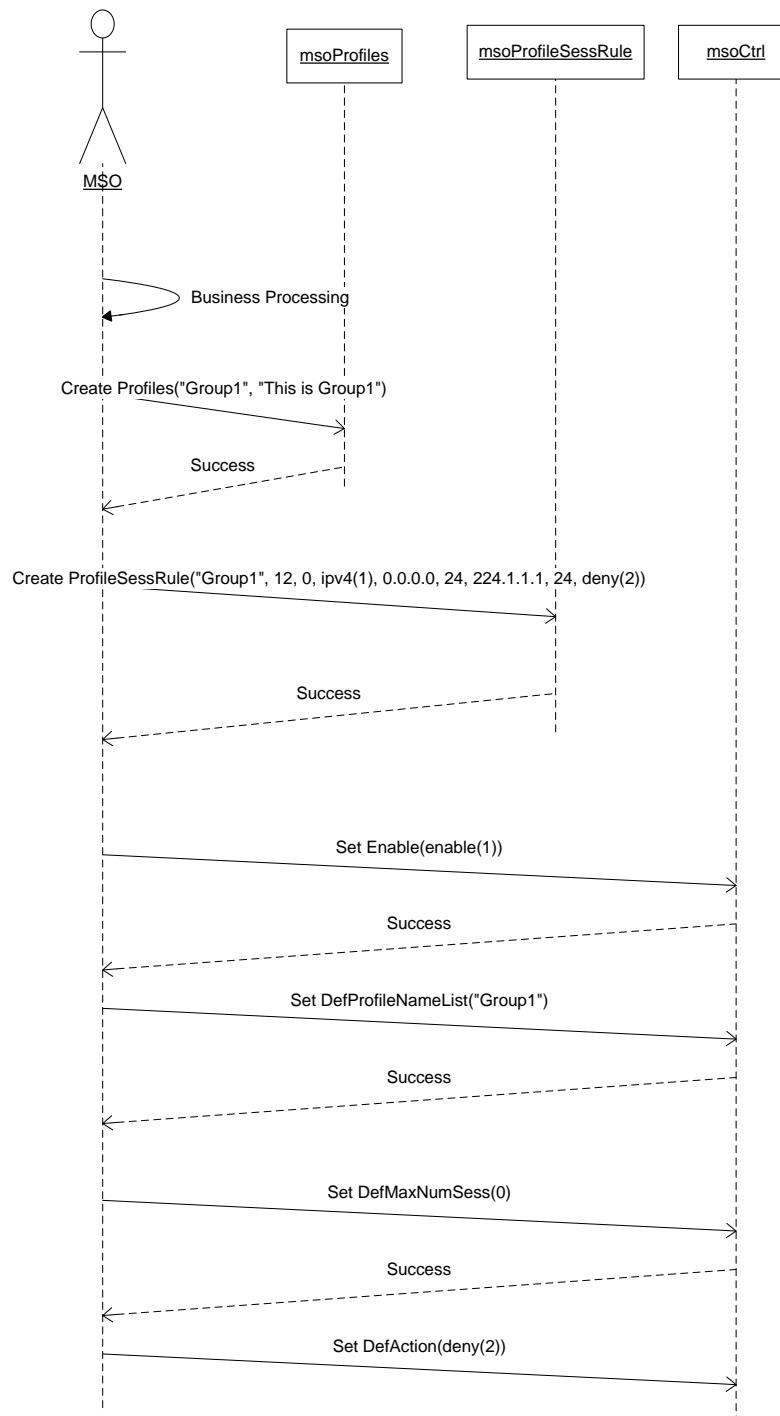 msoProfiles
msoProfileSessRule
msoCtrl
MSO
Business Processing
Create Profiles("Group1", "This is Group1")
Success
Create ProfileSessRule("Group1", 12, 0, ipv4(1), 0.0.0.0, 24, 224.1.1.1, 24, deny(2))
Success
Set Enable(enable(1))
Success
Set DefProfileNameList("Group1")
Success
Set DefMaxNumSess(0)
Success
Set DefAction(deny(2))